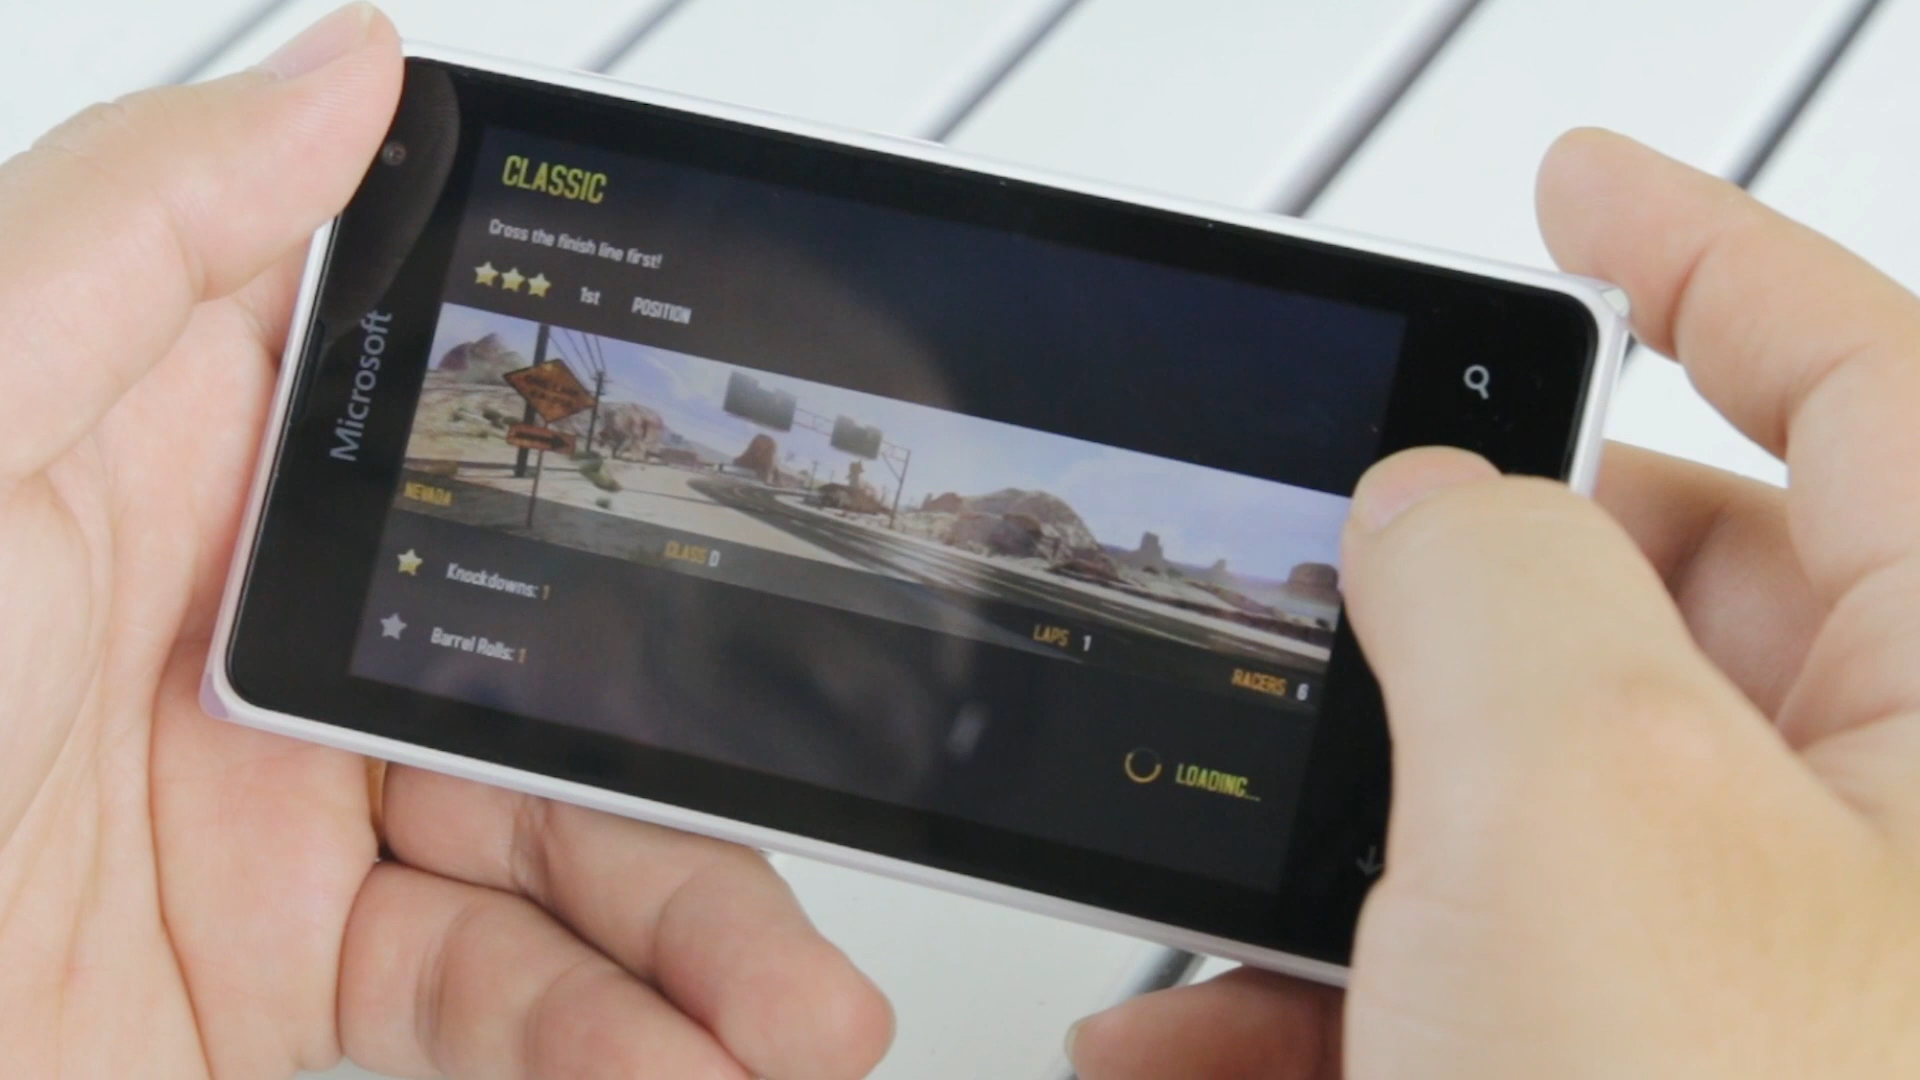 CLASSIC
Cross the finish line first!
1st POSITION
Microsoft
NEVADA
CLASS D
LAPS 1
RACERS 6
Knockdowns: 1
Barrel Rolls: 1
LOADING...